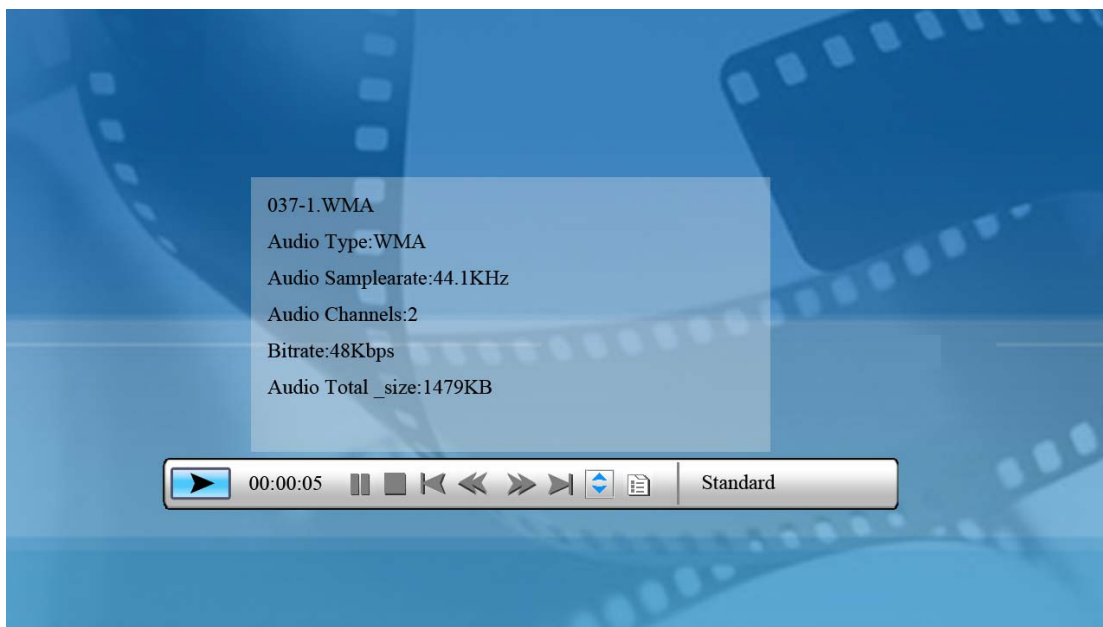 037-1.WMA
Audio Type:WMA
Audio Samplearate:44.1KHz
Audio Channels:2
Bitrate:48Kbps
Audio Total _size:1479KB
00:00:05 Standard